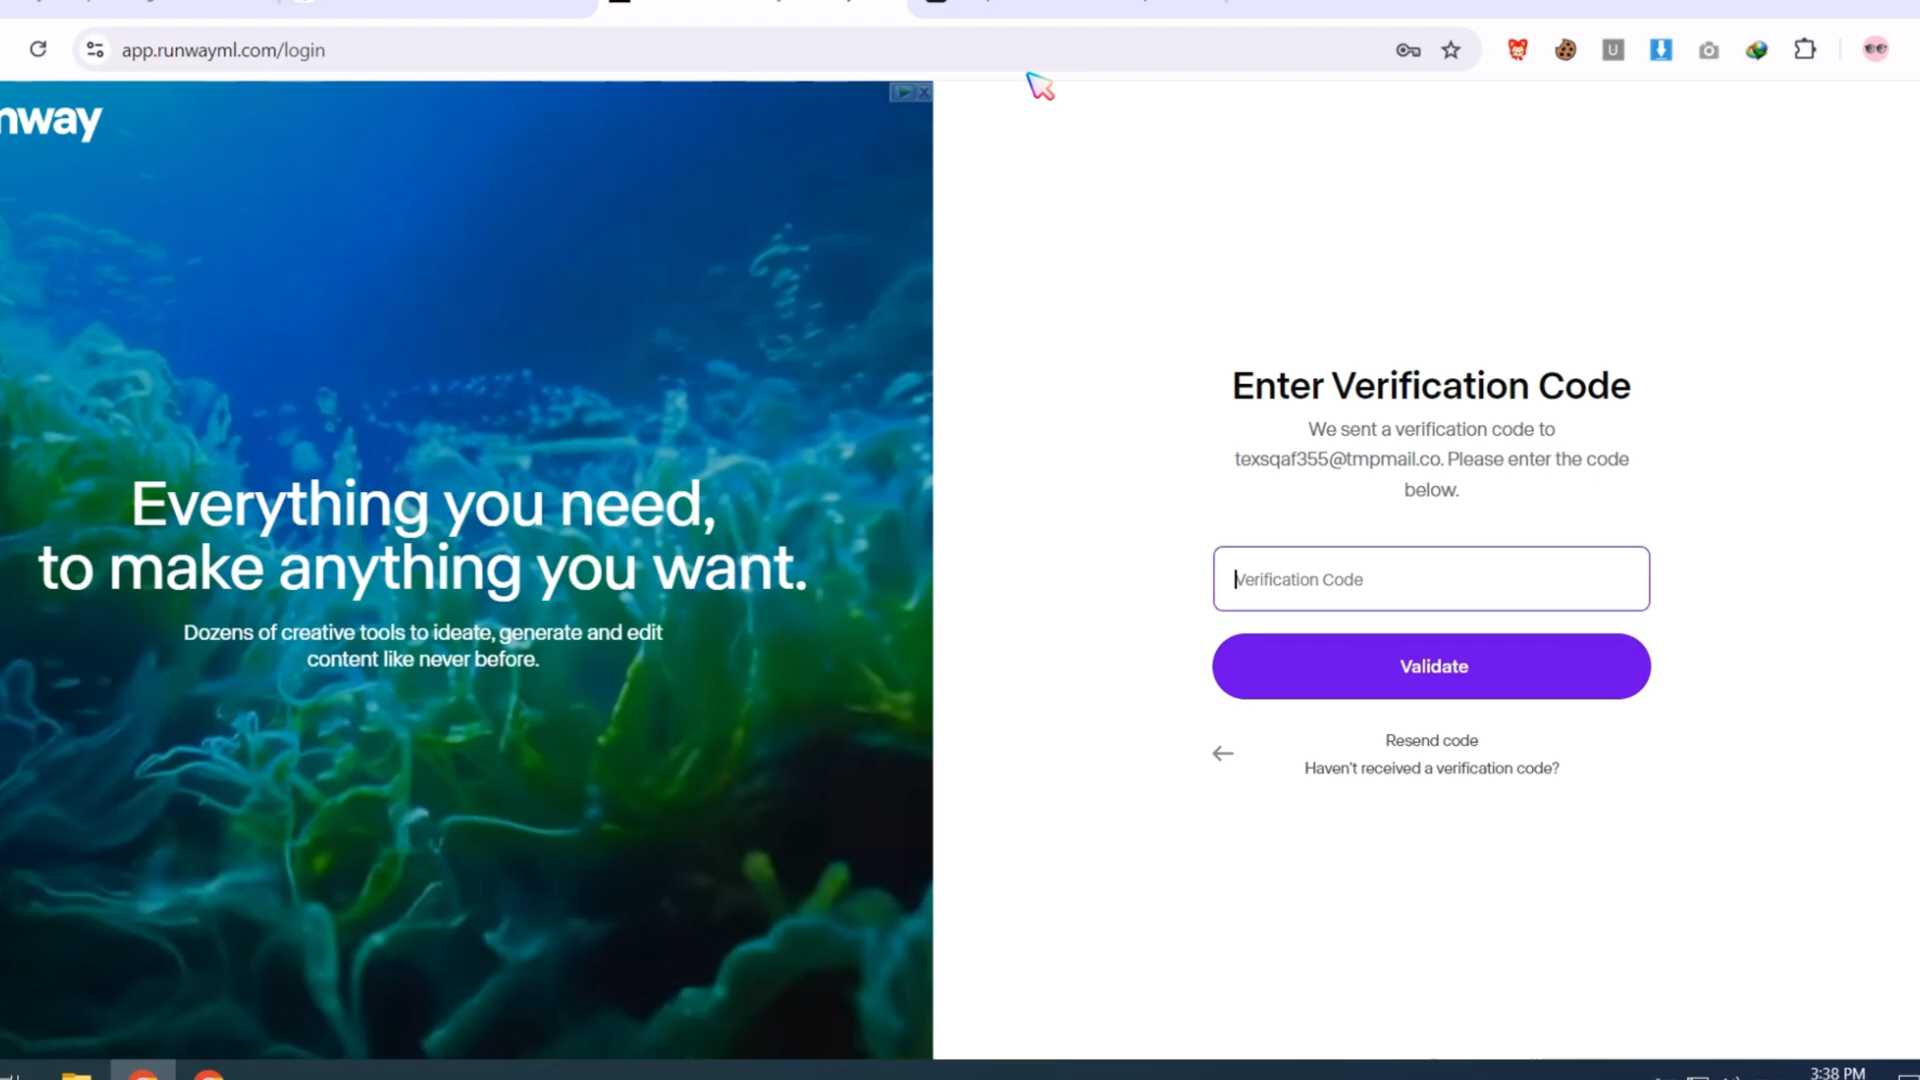 app.runwayml.com/login
nway
Everything you need,
to make anything you want.
Dozens of creative tools to ideate, generate and edit
content like never before.
Enter Verification Code
We sent a verification code to
texsqaf355@tmpmail.co. Please enter the code
below.
Verification Code
Validate
Resend code
Haven't received a verification code?
3:38 PM